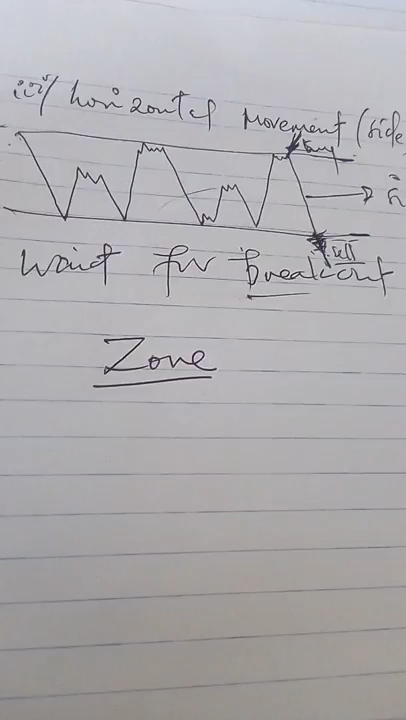 iii/ horizontal movement (side
buy
sell
wait for breakout
Zone